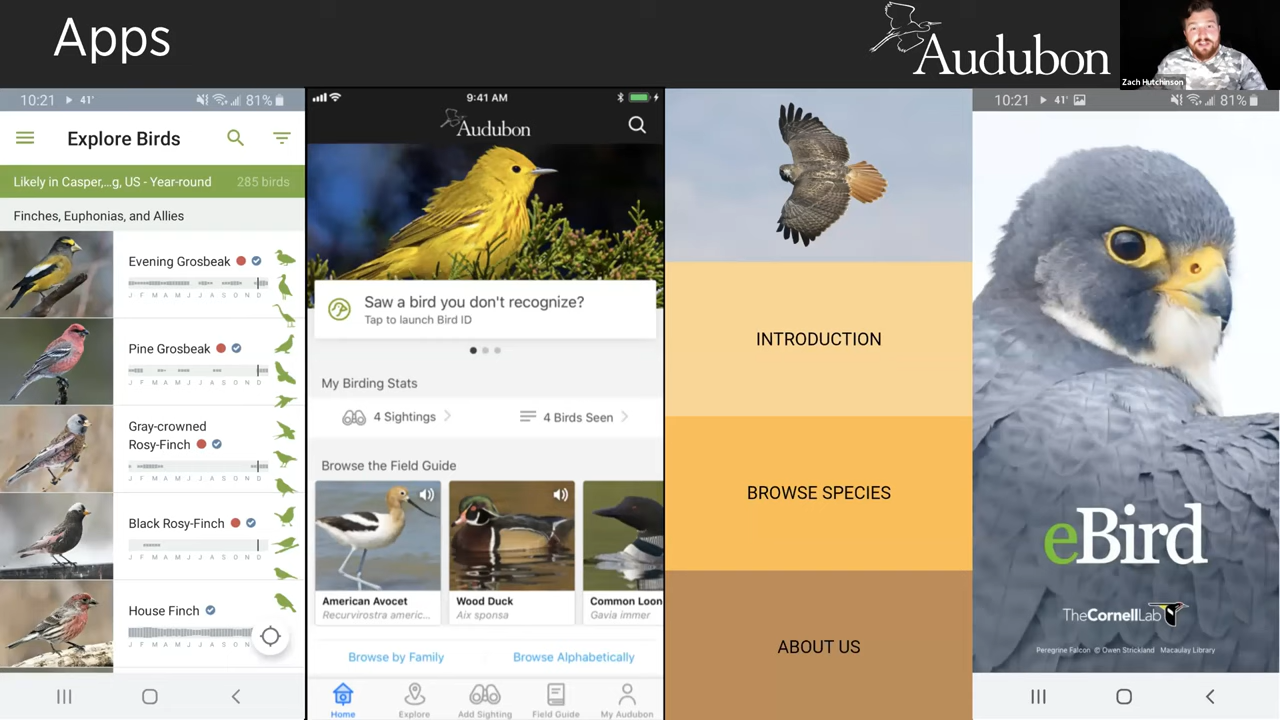 Apps
Audubon
Zach Hutchinson
10:21 41' 81%
Explore Birds
Likely in Casper,...g, US - Year-round 285 birds
Finches, Euphonias, and Allies
Evening Grosbeak
J F M A M J J A S O N D
Pine Grosbeak
J F M A M J J A S O N D
Gray-crowned
Rosy-Finch
J F M A M J J A S O N D
Black Rosy-Finch
J F M A M J J A S O N D
House Finch
J F M A M J J A S O N
9:41 AM
Audubon
Saw a bird you don't recognize?
Tap to launch Bird ID
My Birding Stats
4 Sightings
4 Birds Seen
Browse the Field Guide
American Avocet
Recurvirostra americ...
Wood Duck
Aix sponsa
Common Loon
Gavia immer
Browse by Family
Browse Alphabetically
Home
Explore
Add Sighting
Field Guide
My Audubon
INTRODUCTION
BROWSE SPECIES
ABOUT US
10:21 41' 81%
eBird
TheCornellLab
Peregrine Falcon © Owen Strickland Macaulay Library